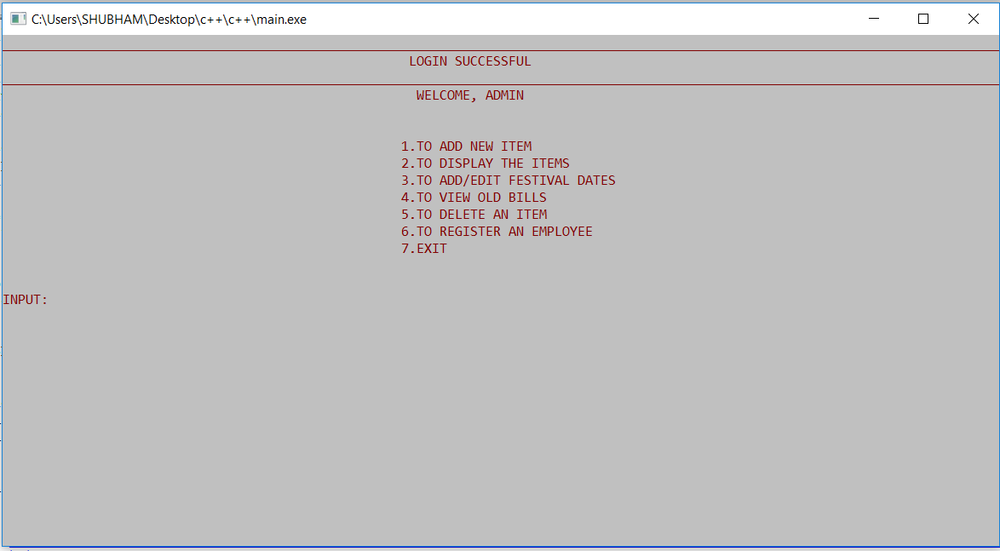 C:\Users\SHUBHAM\Desktop\c++\c++\main.exe
LOGIN SUCCESSFUL
WELCOME, ADMIN
1.TO ADD NEW ITEM
2.TO DISPLAY THE ITEMS
3.TO ADD/EDIT FESTIVAL DATES
4.TO VIEW OLD BILLS
5.TO DELETE AN ITEM
6.TO REGISTER AN EMPLOYEE
7.EXIT
INPUT: